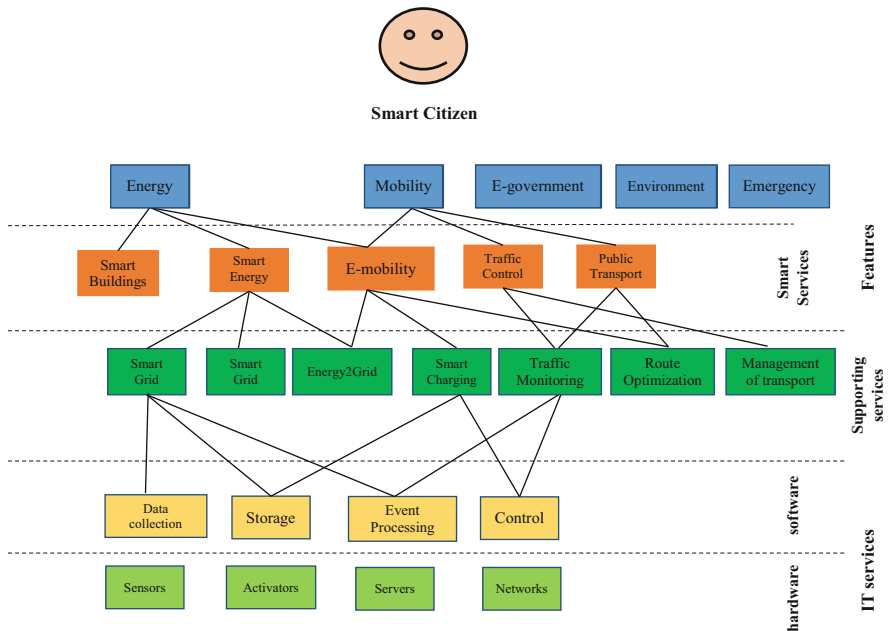 Smart Citizen
Energy
Mobility
E-government
Environment
Emergency
Features
Smart
Buildings
Smart
Energy
E-mobility
Traffic
Control
Public
Transport
Smart
Services
Smart
Grid
Smart
Grid
Energy2Grid
Smart
Charging
Traffic
Monitoring
Route
Optimization
Management
of transport
Supporting
services
Data
collection
Storage
Event
Processing
Control
software
IT services
Sensors
Activators
Servers
Networks
hardware